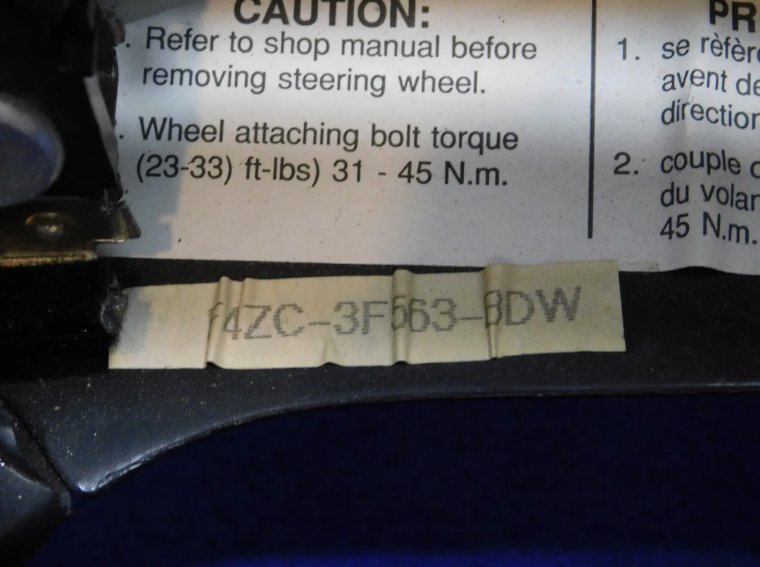 CAUTION:
. Refer to shop manual before
removing steering wheel.
. Wheel attaching bolt torque
(23-33) ft-lbs) 31 - 45 N.m.
1. se rèfère
avent de
direction
2. couple
du volan
45 N.m.
f4ZC-3F563-BDW